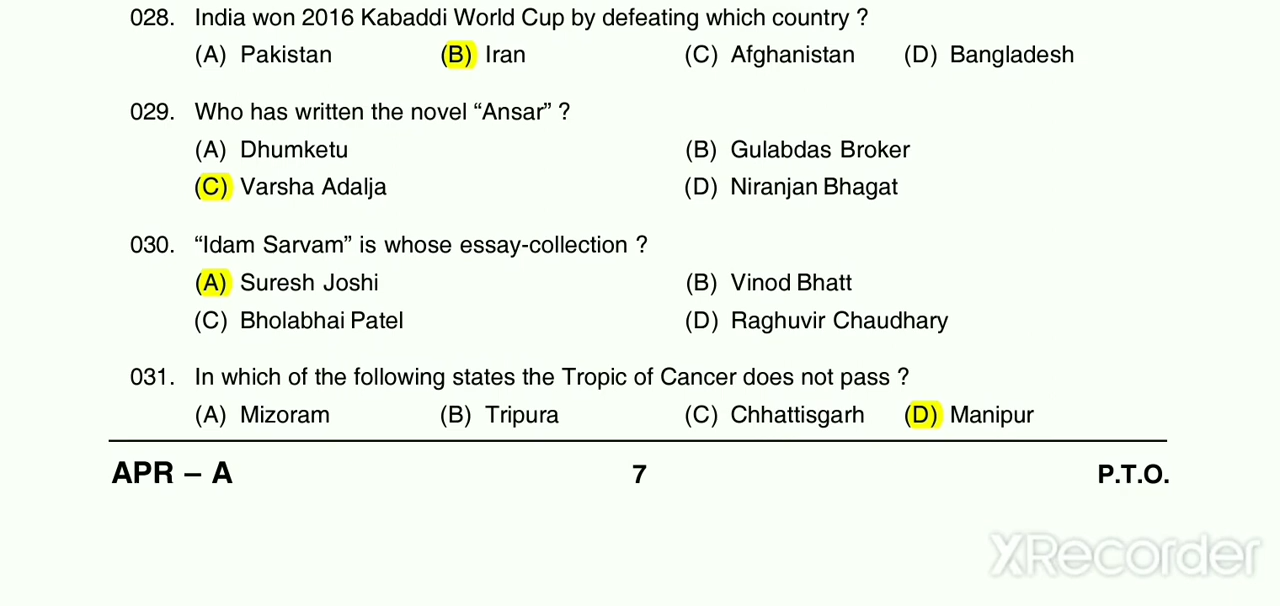 028. India won 2016 Kabaddi World Cup by defeating which country ?
(A) Pakistan (B) Iran (C) Afghanistan (D) Bangladesh
029. Who has written the novel “Ansar” ?
(A) Dhumketu (B) Gulabdas Broker
(C) Varsha Adalja (D) Niranjan Bhagat
030. “Idam Sarvam” is whose essay-collection ?
(A) Suresh Joshi (B) Vinod Bhatt
(C) Bholabhai Patel (D) Raghuvir Chaudhary
031. In which of the following states the Tropic of Cancer does not pass ?
(A) Mizoram (B) Tripura (C) Chhattisgarh (D) Manipur
APR – A 7 P.T.O.
XRecorder